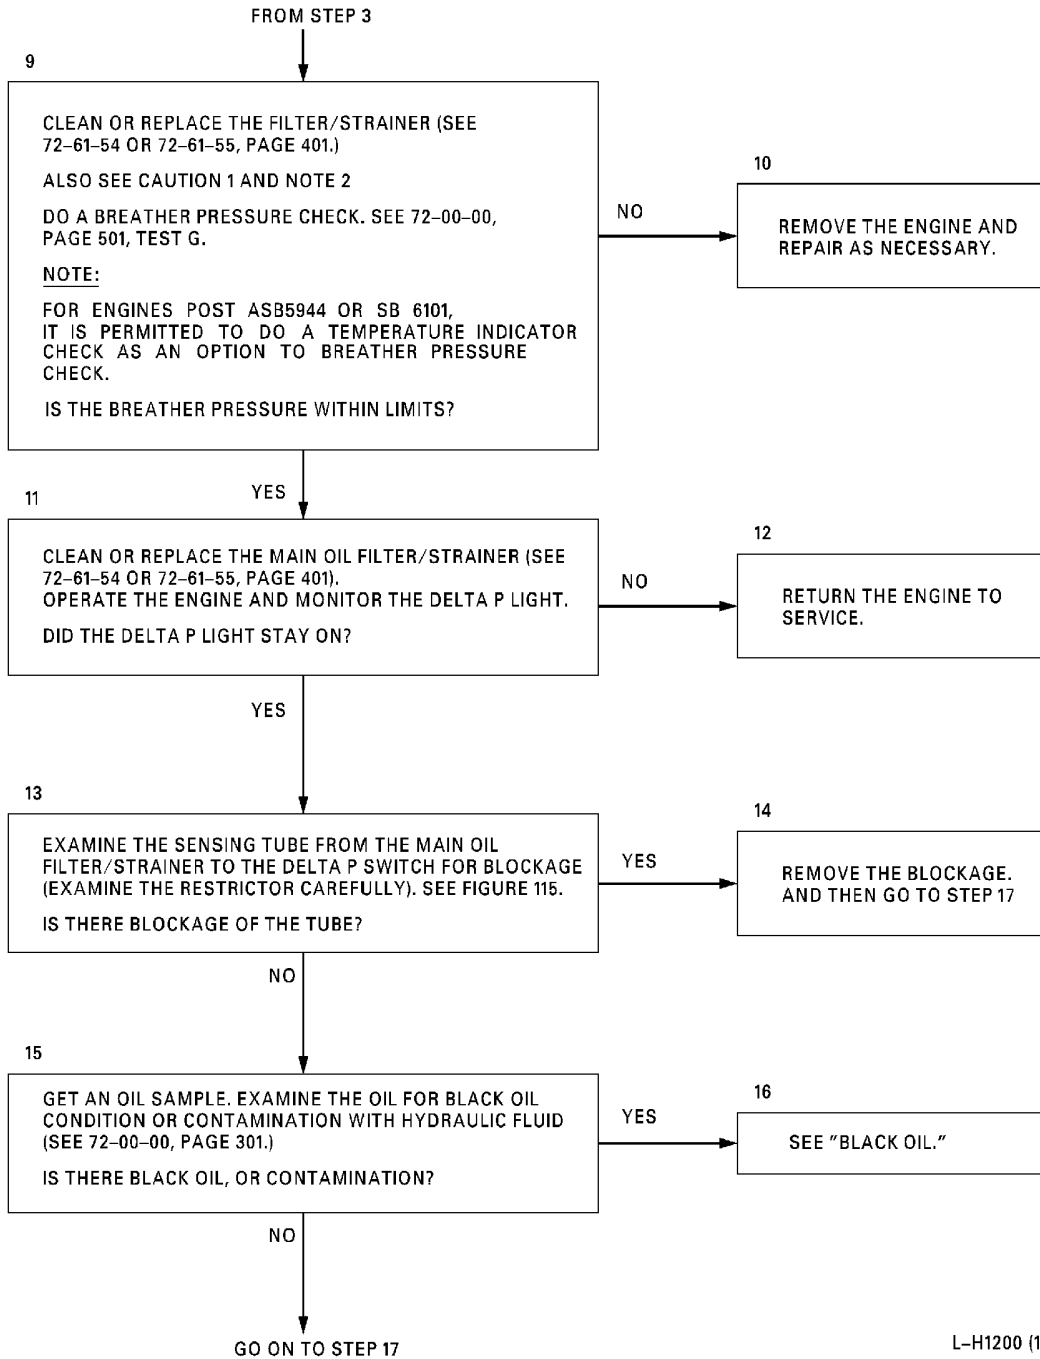 FROM STEP 3
9
CLEAN OR REPLACE THE FILTER/STRAINER (SEE
72–61–54 OR 72–61–55, PAGE 401.)
ALSO SEE CAUTION 1 AND NOTE 2
DO A BREATHER PRESSURE CHECK. SEE 72–00–00,
PAGE 501, TEST G.
NOTE:
FOR ENGINES POST ASB5944 OR SB 6101,
IT IS PERMITTED TO DO A TEMPERATURE INDICATOR
CHECK AS AN OPTION TO BREATHER PRESSURE
CHECK.
IS THE BREATHER PRESSURE WITHIN LIMITS?
NO
10
REMOVE THE ENGINE AND
REPAIR AS NECESSARY.
YES
11
CLEAN OR REPLACE THE MAIN OIL FILTER/STRAINER (SEE
72–61–54 OR 72–61–55, PAGE 401).
OPERATE THE ENGINE AND MONITOR THE DELTA P LIGHT.
DID THE DELTA P LIGHT STAY ON?
NO
12
RETURN THE ENGINE TO
SERVICE.
YES
13
EXAMINE THE SENSING TUBE FROM THE MAIN OIL
FILTER/STRAINER TO THE DELTA P SWITCH FOR BLOCKAGE
(EXAMINE THE RESTRICTOR CAREFULLY). SEE FIGURE 115.
IS THERE BLOCKAGE OF THE TUBE?
YES
14
REMOVE THE BLOCKAGE.
AND THEN GO TO STEP 17
NO
15
GET AN OIL SAMPLE. EXAMINE THE OIL FOR BLACK OIL
CONDITION OR CONTAMINATION WITH HYDRAULIC FLUID
(SEE 72–00–00, PAGE 301.)
IS THERE BLACK OIL, OR CONTAMINATION?
YES
16
SEE "BLACK OIL."
NO
GO ON TO STEP 17
L–H1200 (1